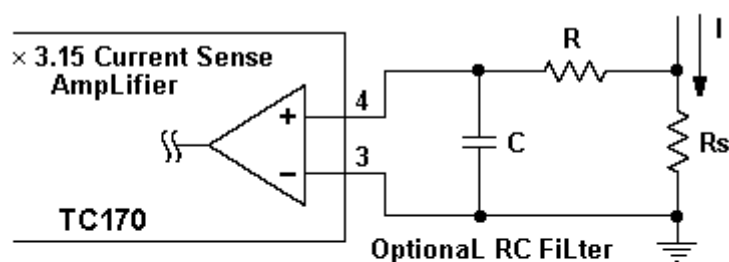 × 3.15 Current Sense
AmpLifier
4
3
TC170
R
I
C
Rs
OptionaL RC FiLter
+
−